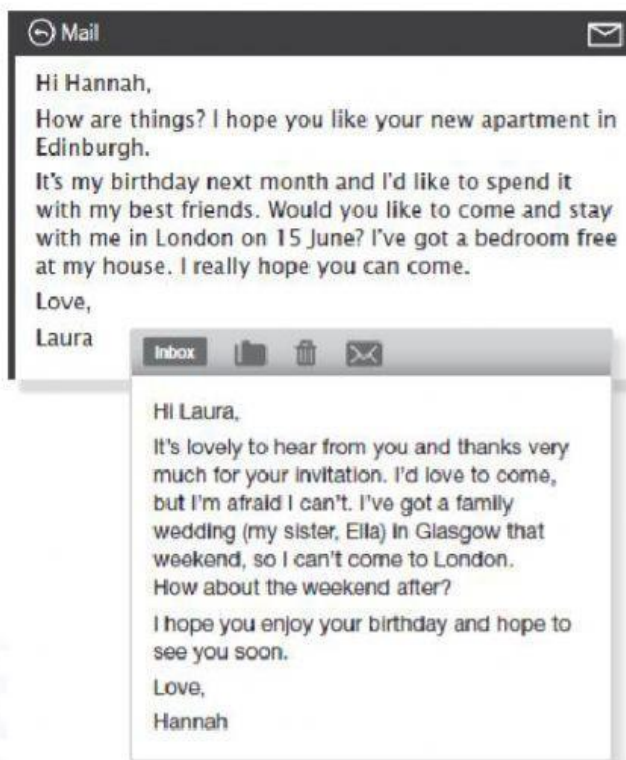 Mail
Hi Hannah,
How are things? I hope you like your new apartment in
Edinburgh.
It's my birthday next month and I'd like to spend it
with my best friends. Would you like to come and stay
with me in London on 15 June? I've got a bedroom free
at my house. I really hope you can come.
Love,
Laura
Inbox
Hi Laura,
It's lovely to hear from you and thanks very
much for your invitation. I'd love to come,
but I'm afraid I can't. I've got a family
wedding (my sister, Ella) in Glasgow that
weekend, so I can't come to London.
How about the weekend after?
I hope you enjoy your birthday and hope to
see you soon.
Love,
Hannah